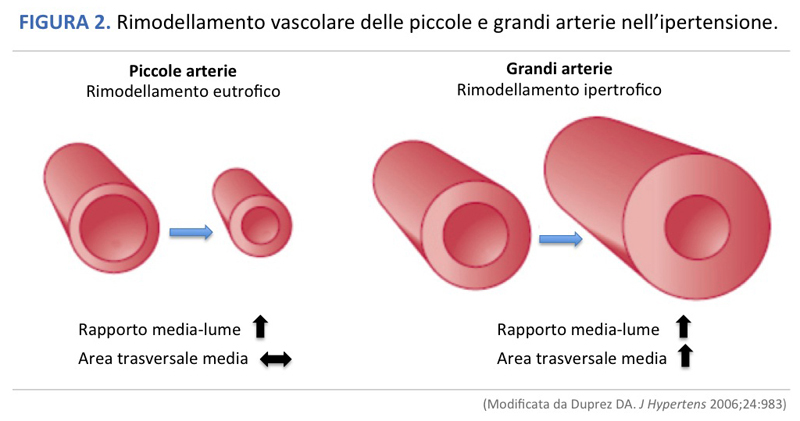 FIGURA 2. Rimodellamento vascolare delle piccole e grandi arterie nell’ipertensione.
Piccole arterie
Rimodellamento eutrofico
Grandi arterie
Rimodellamento ipertrofico
Rapporto media-lume
Area trasversale media
Rapporto media-lume
Area trasversale media
(Modificata da Duprez DA. J Hypertens 2006;24:983)